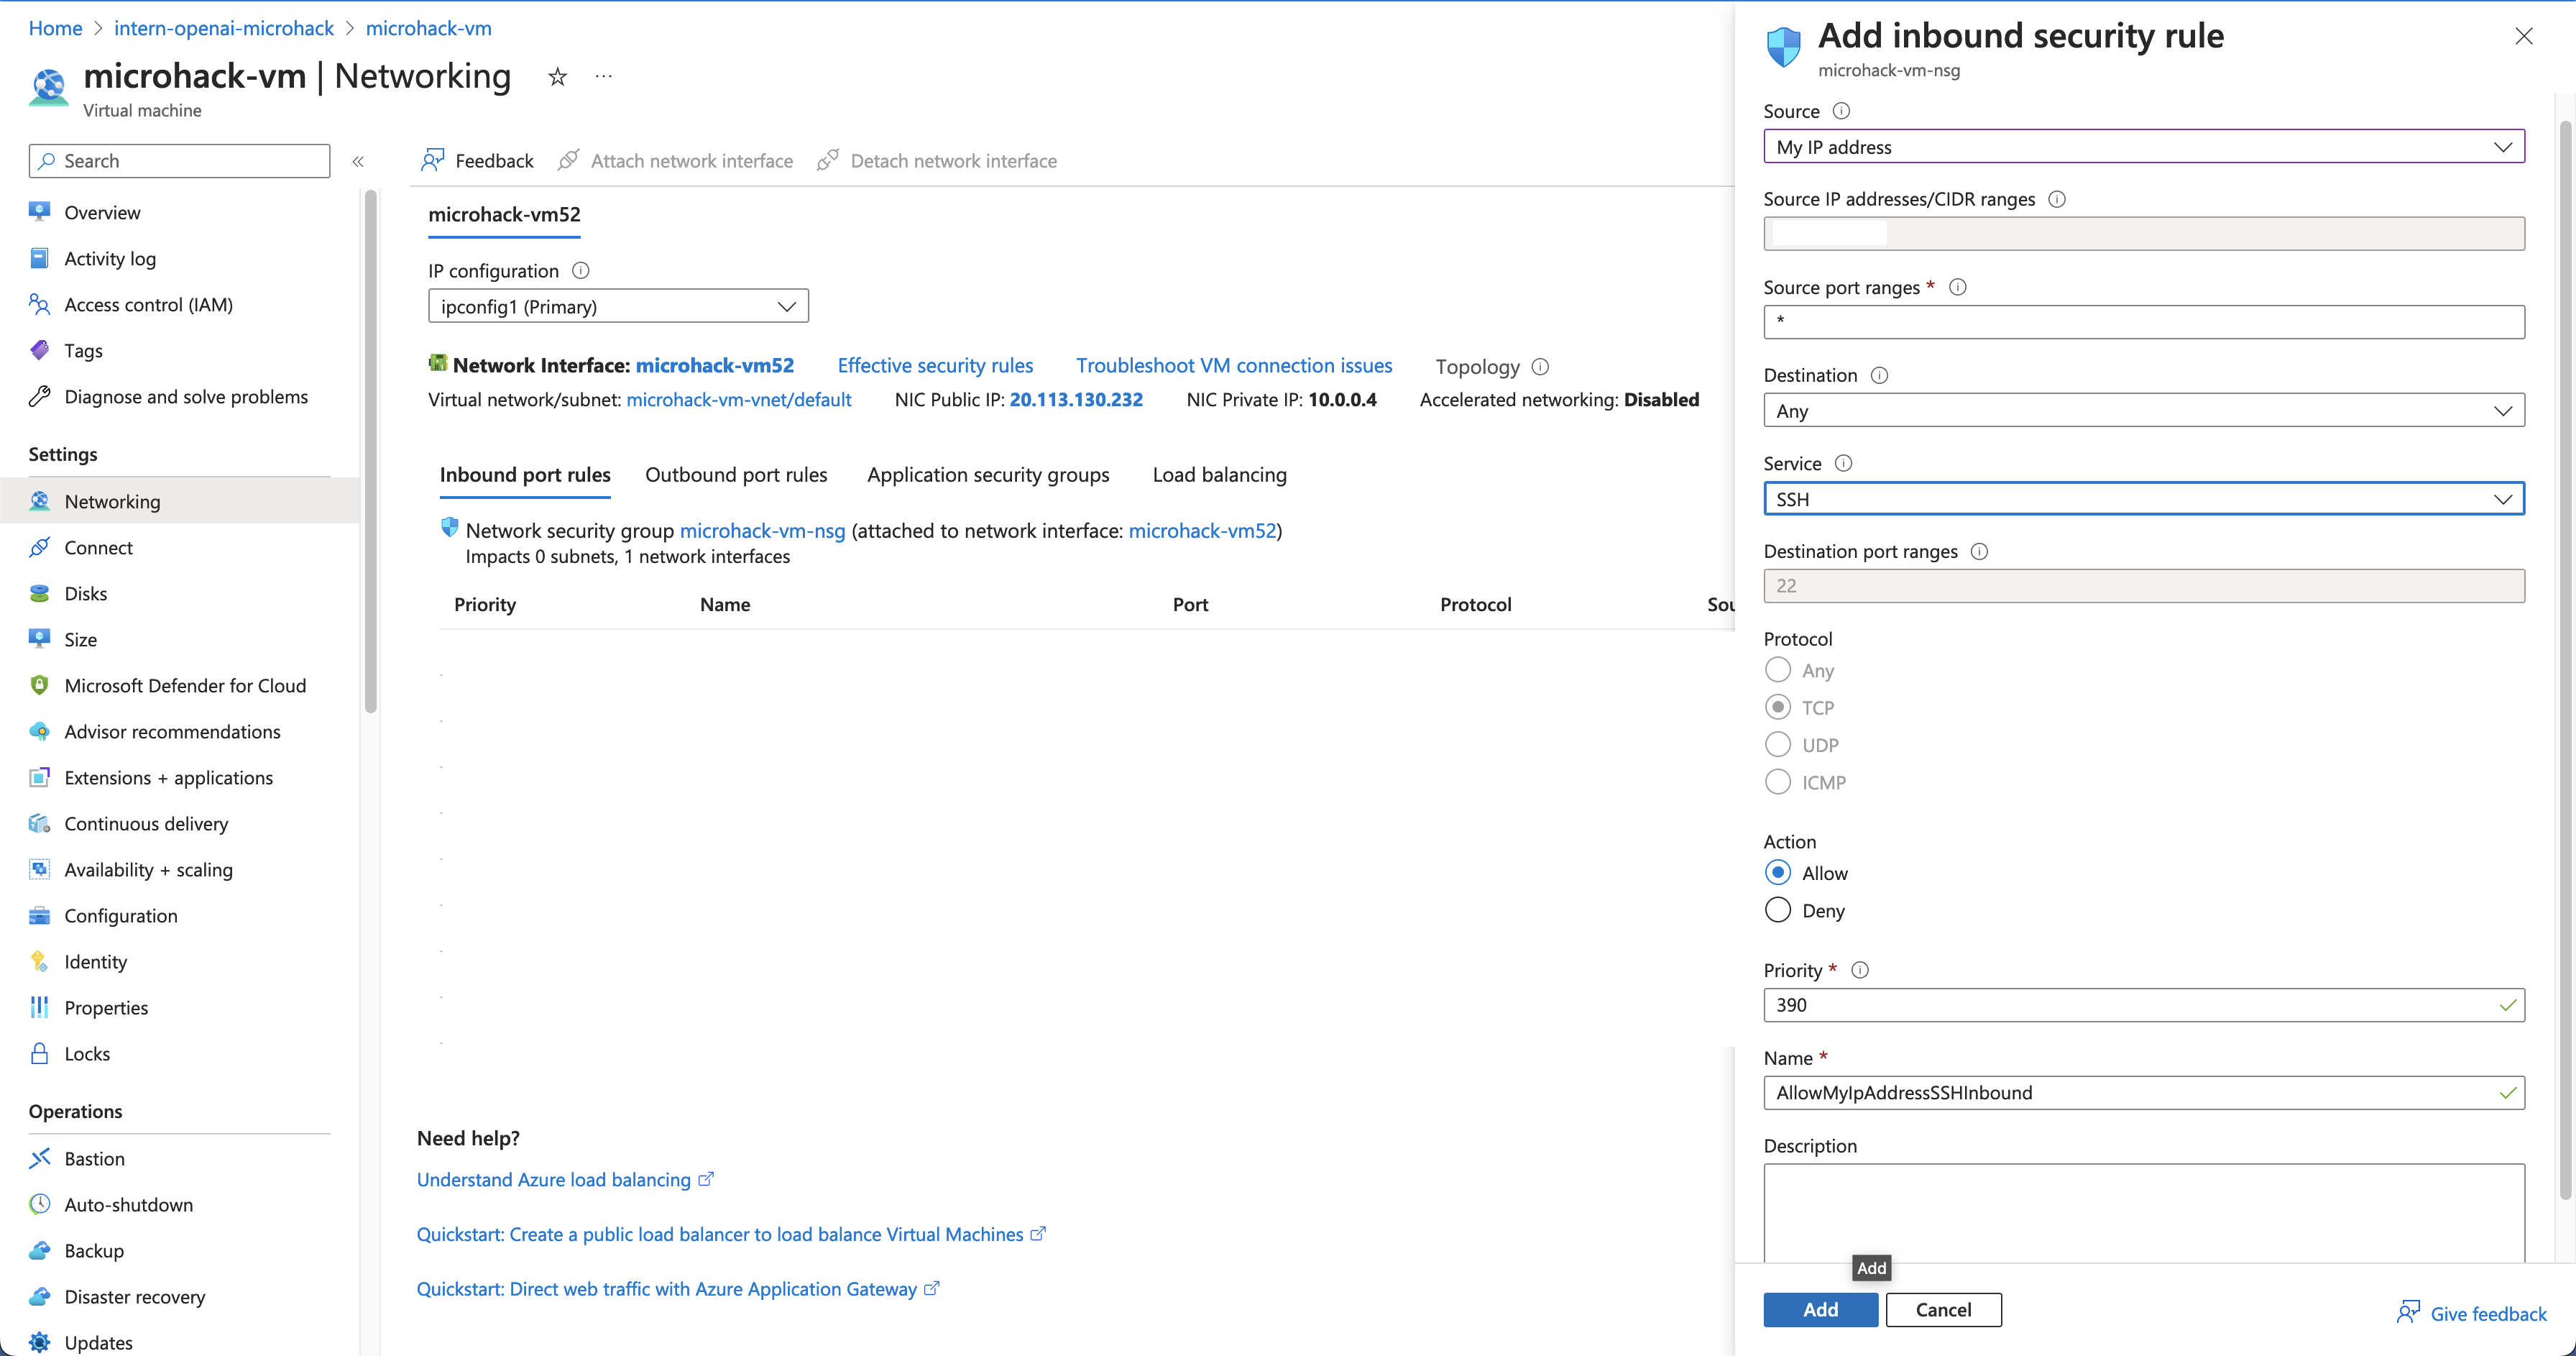 Home > intern-openai-microhack > microhack-vm
microhack-vm | Networking ☆ ...
Virtual machine
Search «
Overview
Activity log
Access control (IAM)
Tags
Diagnose and solve problems
Settings
Networking
Connect
Disks
Size
Microsoft Defender for Cloud
Advisor recommendations
Extensions + applications
Continuous delivery
Availability + scaling
Configuration
Identity
Properties
Locks
Operations
Bastion
Auto-shutdown
Backup
Disaster recovery
Updates
Feedback Attach network interface Detach network interface
microhack-vm52
IP configuration
ipconfig1 (Primary)
Network Interface: microhack-vm52 Effective security rules Troubleshoot VM connection issues Topology
Virtual network/subnet: microhack-vm-vnet/default NIC Public IP: 20.113.130.232 NIC Private IP: 10.0.0.4 Accelerated networking: Disabled
Inbound port rules Outbound port rules Application security groups Load balancing
Network security group microhack-vm-nsg (attached to network interface: microhack-vm52)
Impacts 0 subnets, 1 network interfaces
Priority Name Port Protocol Sou
Need help?
Understand Azure load balancing
Quickstart: Create a public load balancer to load balance Virtual Machines
Quickstart: Direct web traffic with Azure Application Gateway
Add inbound security rule
microhack-vm-nsg
Source
My IP address
Source IP addresses/CIDR ranges
Source port ranges *
*
Destination
Any
Service
SSH
Destination port ranges
22
Protocol
Any
TCP
UDP
ICMP
Action
Allow
Deny
Priority *
390
Name *
AllowMyIpAddressSSHInbound
Description
Add
Add Cancel
Give feedback